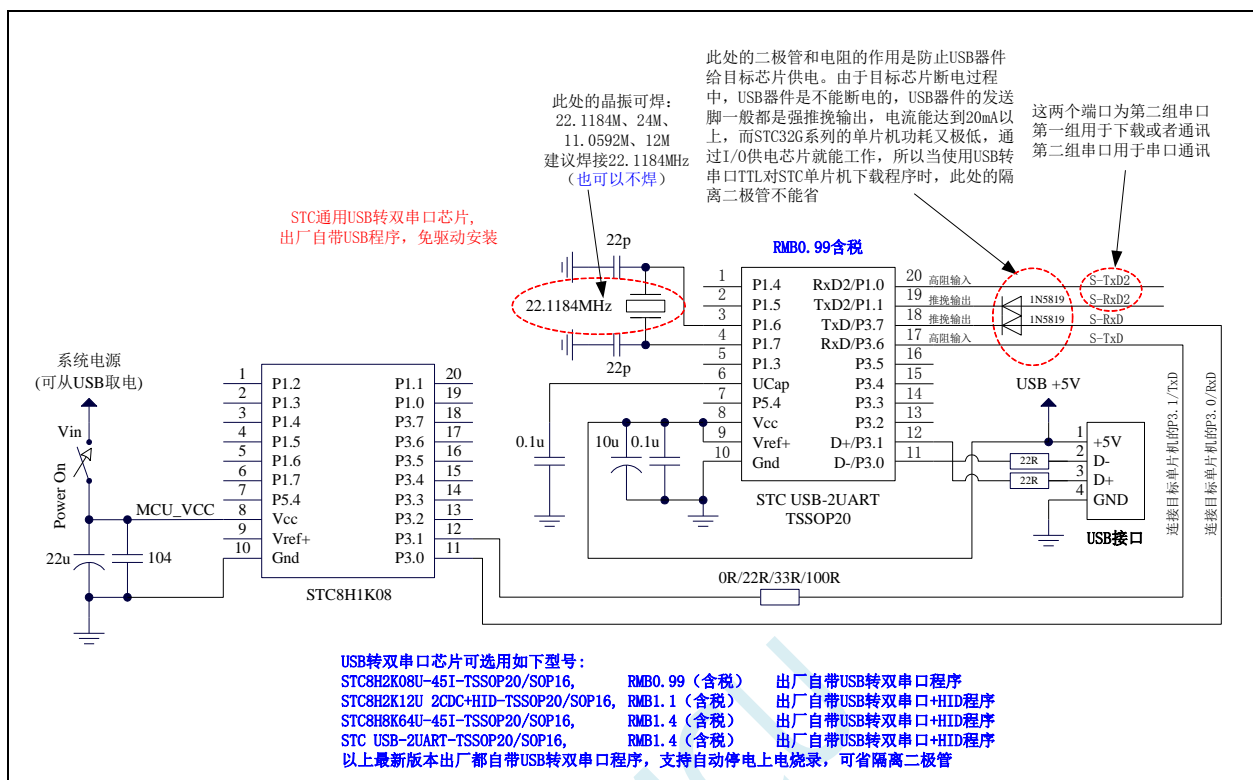 此处的二极管和电阻的作用是防止USB器件
给目标芯片供电。由于目标芯片断电过程
中，USB器件是不能断电的，USB器件的发送
脚一般都是强推挽输出，电流能达到20mA以
上，而STC32G系列的单片机功耗又极低，通
过I/O供电芯片就能工作，所以当使用USB转
串口TTL对STC单片机下载程序时，此处的隔
离二极管不能省
此处的晶振可焊：
22.1184M、24M、
11.0592M、12M
建议焊接22.1184MHz
（也可以不焊）
这两个端口为第二组串口
第一组用于下载或者通讯
第二组串口用于串口通讯
STC通用USB转双串口芯片，
出厂自带USB程序，免驱动安装
RMB0.99含税
22p
22.1184MHz
22p
1 P1.4
2 P1.5
3 P1.6
4 P1.7
5 P1.3
6 UCap
7 P5.4
8 Vcc
9 Vref+
10 Gnd
RxD2/P1.0 20 高阻输入 S-TxD2
TxD2/P1.1 19 推挽输出 1N5819 S-RxD2
TxD/P3.7 18 推挽输出 1N5819 S-RxD
RxD/P3.6 17 高阻输入 S-TxD
P3.5 16
P3.4 15
P3.3 14
P3.2 13
D+/P3.1 12
D-/P3.0 11
STC USB-2UART
TSSOP20
0.1u
10u
0.1u
USB +5V
22R
22R
1 +5V
2 D-
3 D+
4 GND
USB接口
连接目标单片机的P3.1/TxD
连接目标单片机的P3.0/RxD
系统电源
(可从USB取电)
Vin
Power On
MCU_VCC
22u
104
1 P1.2
2 P1.3
3 P1.4
4 P1.5
5 P1.6
6 P1.7
7 P5.4
8 Vcc
9 Vref+
10 Gnd
P1.1 20
P1.0 19
P3.7 18
P3.6 17
P3.5 16
P3.4 15
P3.3 14
P3.2 13
P3.1 12
P3.0 11
STC8H1K08
0R/22R/33R/100R
USB转双串口芯片可选用如下型号：
STC8H2K08U-45I-TSSOP20/SOP16, RMB0.99（含税） 出厂自带USB转双串口程序
STC8H2K12U 2CDC+HID-TSSOP20/SOP16, RMB1.1（含税） 出厂自带USB转双串口+HID程序
STC8H8K64U-45I-TSSOP20/SOP16, RMB1.4（含税） 出厂自带USB转双串口+HID程序
STC USB-2UART-TSSOP20/SOP16, RMB1.4（含税） 出厂自带USB转双串口+HID程序
以上最新版本出厂都自带USB转双串口程序，支持自动停电上电烧录，可省隔离二极管